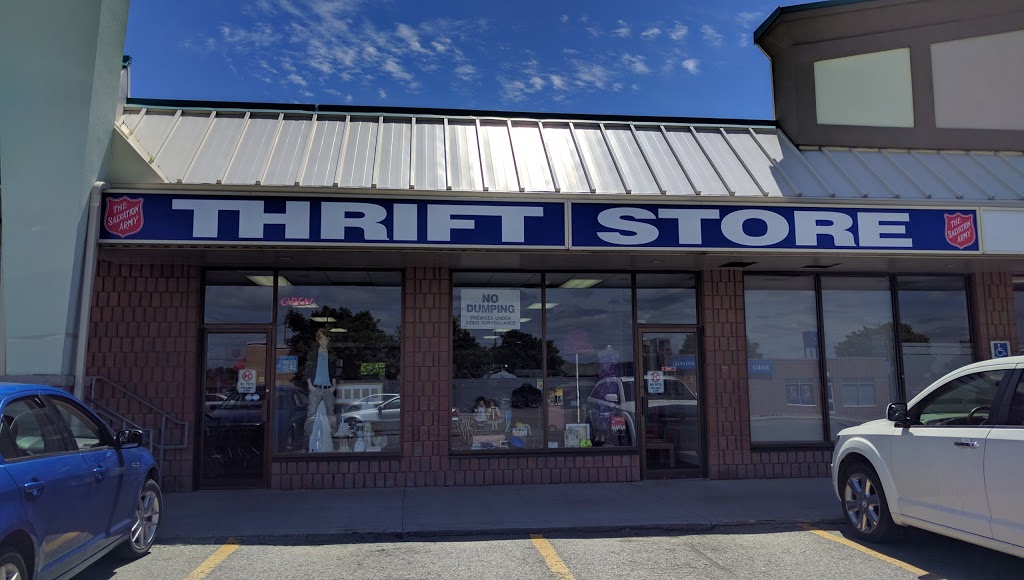 THE
SALVATION
ARMY
THRIFT STORE
THE
SALVATION
ARMY
OPEN
NO
DUMPING
PREMISES UNDER
VIDEO SURVEILLANCE